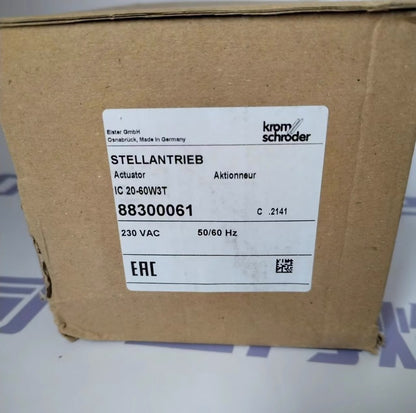 Elster GmbH
Osnabrück, Made in Germany
krom
schröder
STELLANTRIEB
Actuator Aktionneur
IC 20-60W3T
88300061 C .2141
230 VAC 50/60 Hz
EAC